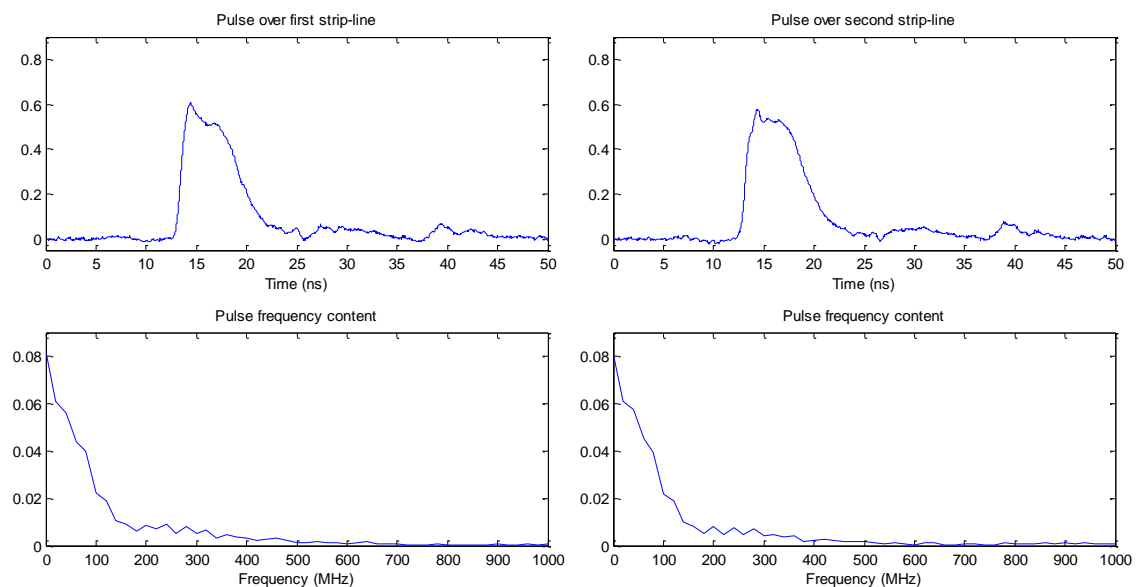 Pulse over first strip-line
0.8
0.6
0.4
0.2
0
0 5 10 15 20 25 30 35 40 45 50
Time (ns)
Pulse over second strip-line
0.8
0.6
0.4
0.2
0
0 5 10 15 20 25 30 35 40 45 50
Time (ns)
Pulse frequency content
0.08
0.06
0.04
0.02
0
0 100 200 300 400 500 600 700 800 900 1000
Frequency (MHz)
Pulse frequency content
0.08
0.06
0.04
0.02
0
0 100 200 300 400 500 600 700 800 900 1000
Frequency (MHz)